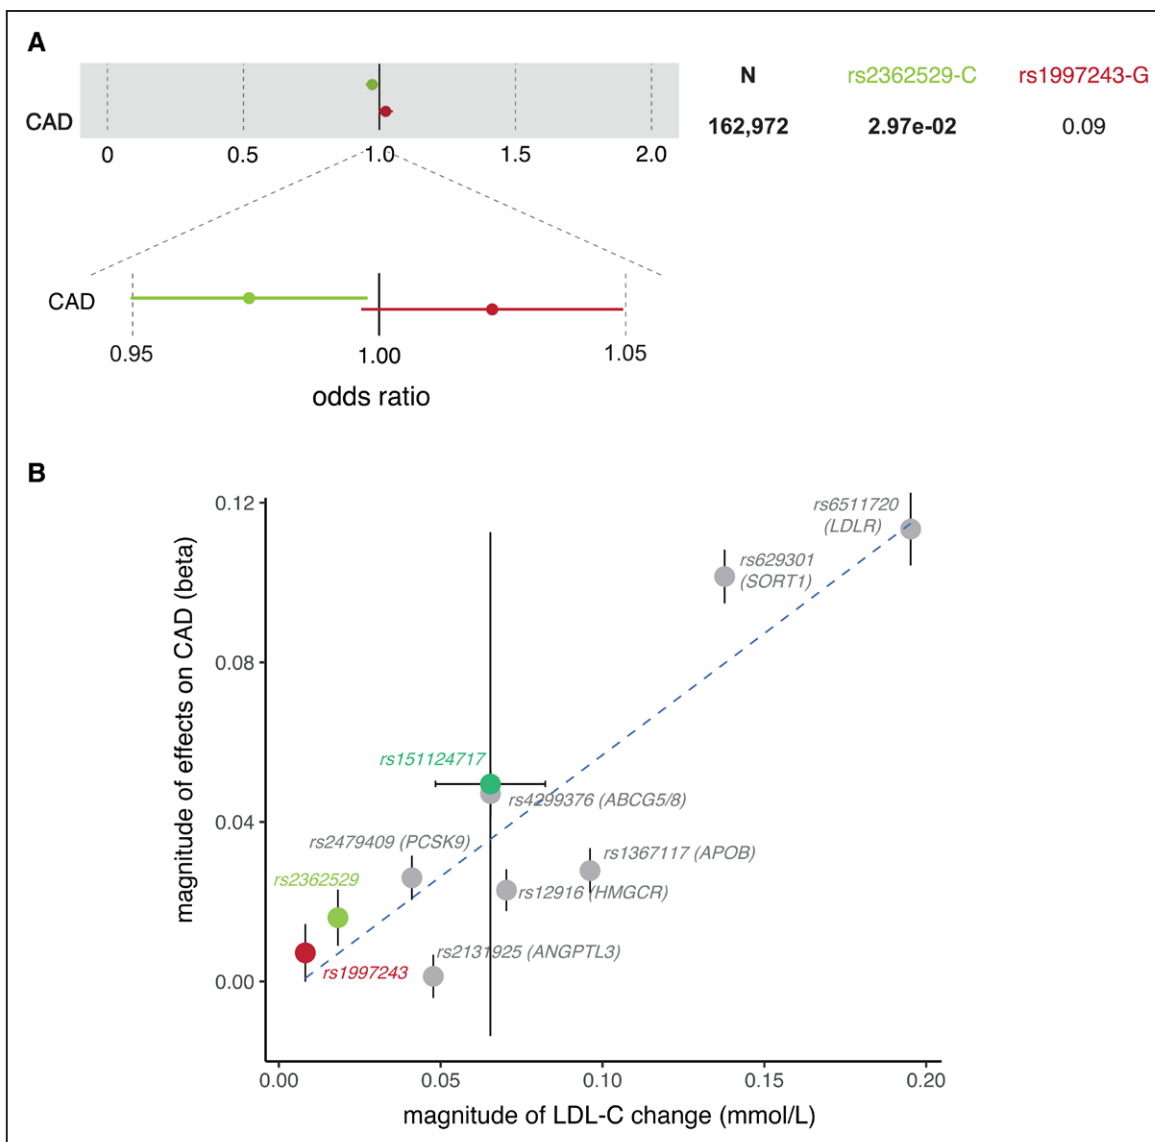 A
N rs2362529-C rs1997243-G
CAD 162,972 2.97e-02 0.09
0 0.5 1.0 1.5 2.0
CAD
0.95 1.00 1.05
odds ratio
B
magnitude of effects on CAD (beta)
0.12
0.08
0.04
0.00
rs6511720
(LDLR)
rs629301
(SORT1)
rs151124717
rs4299376 (ABCG5/8)
rs2479409 (PCSK9)
rs1367117 (APOB)
rs2362529
rs12916 (HMGCR)
rs2131925 (ANGPTL3)
rs1997243
0.00 0.05 0.10 0.15 0.20
magnitude of LDL-C change (mmol/L)